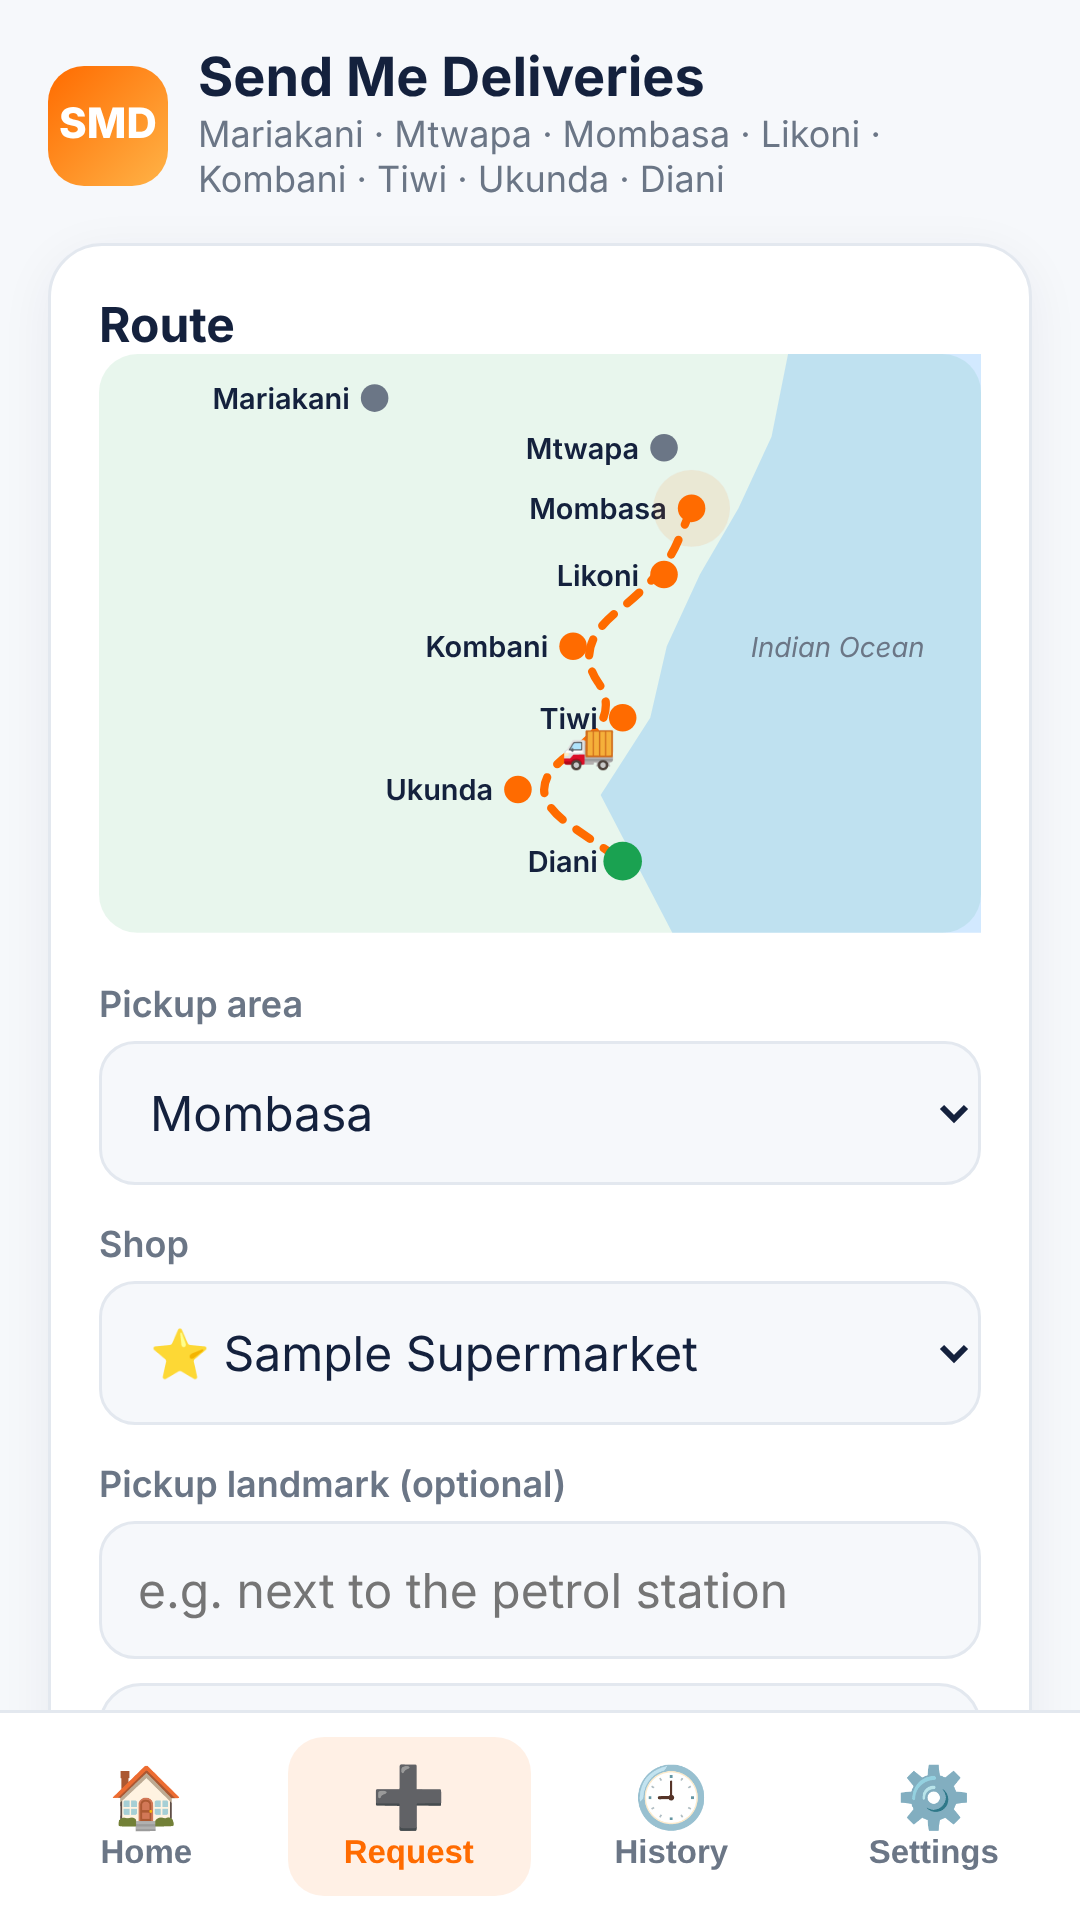 SMD
Send Me Deliveries
Mariakani · Mtwapa · Mombasa · Likoni ·
Kombani · Tiwi · Ukunda · Diani
Route
Mariakani
Mtwapa
Mombasa
Likoni
Kombani
Indian Ocean
Tiwi
Ukunda
Diani
Pickup area
Mombasa
Shop
⭐ Sample Supermarket
Pickup landmark (optional)
e.g. next to the petrol station
Home
Request
History
Settings